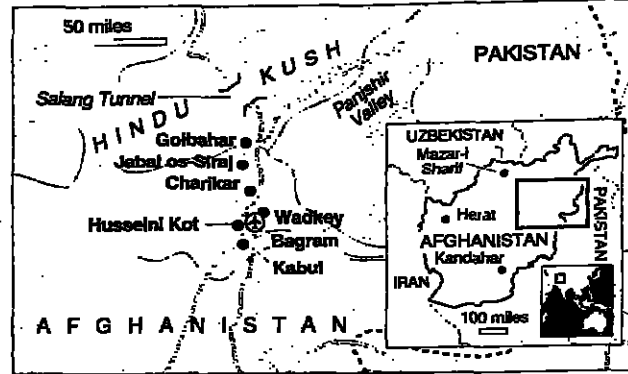 50 miles
PAKISTAN
HINDU KUSH
Salang Tunnel
Panjshir
Valley
Golbahar
Jabal os-Siraj
Charikar
Husseini Kot
Wadkey
Bagram
Kabul
AFGHANISTAN
UZBEKISTAN
Mazar-i
Sharif
Herat
PAKISTAN
AFGHANISTAN
Kandahar
IRAN
100 miles